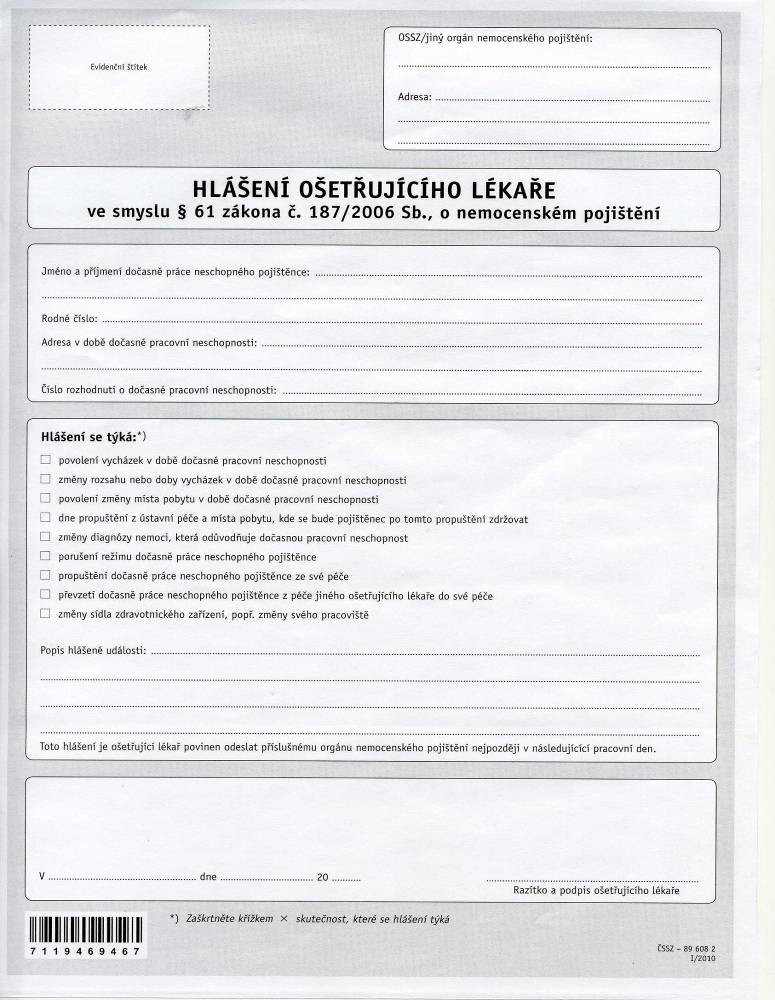 Evidenční štítek
OSSZ/jiný orgán nemocenského pojištění:
Adresa:
HLÁŠENÍ OŠETŘUJÍCÍHO LÉKAŘE
ve smyslu § 61 zákona č. 187/2006 Sb., o nemocenském pojištění
Jméno a příjmení dočasně práce neschopného pojištěnce:
Rodné číslo:
Adresa v době dočasné pracovní neschopnosti:
Číslo rozhodnutí o dočasné pracovní neschopnosti:
Hlášení se týká:*)
povolení vycházek v době dočasné pracovní neschopnosti
změny rozsahu nebo doby vycházek v době dočasné pracovní neschopnosti
povolení změny místa pobytu v době dočasné pracovní neschopnosti
dne propuštění z ústavní péče a místa pobytu, kde se bude pojištěnec po tomto propuštění zdržovat
změny diagnózy nemoci, která odůvodňuje dočasnou pracovní neschopnost
porušení režimu dočasně práce neschopného pojištěnce
propuštění dočasně práce neschopného pojištěnce ze své péče
převzetí dočasně práce neschopného pojištěnce z péče jiného ošetřujícího lékaře do své péče
změny sídla zdravotnického zařízení, popř. změny svého pracoviště
Popis hlášené události:
Toto hlášení je ošetřující lékař povinen odeslat příslušnému orgánu nemocenského pojištění nejpozději v následující pracovní den.
V ........ dne ........ 20 ........
Razítko a podpis ošetřujícího lékaře
*) Zaškrtněte křížkem × skutečnost, které se hlášení týká
7119469467
ČSSZ – 89 608 2
I/2010